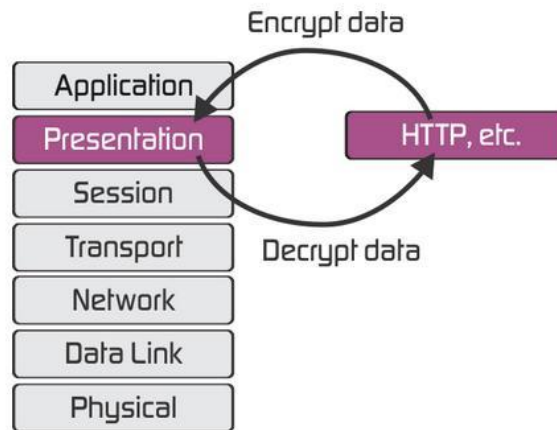 Encrypt data
Application
Presentation
HTTP, etc.
Session
Transport
Decrypt data
Network
Data Link
Physical